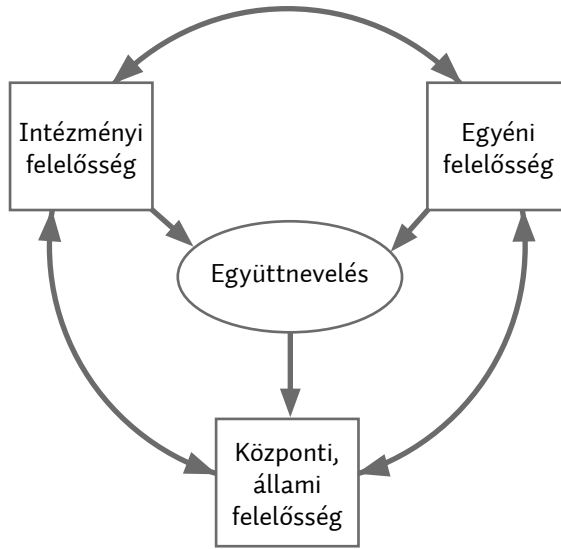 Intézményi
felelősség
Egyéni
felelősség
Együttnevelés
Központi,
állami
felelősség